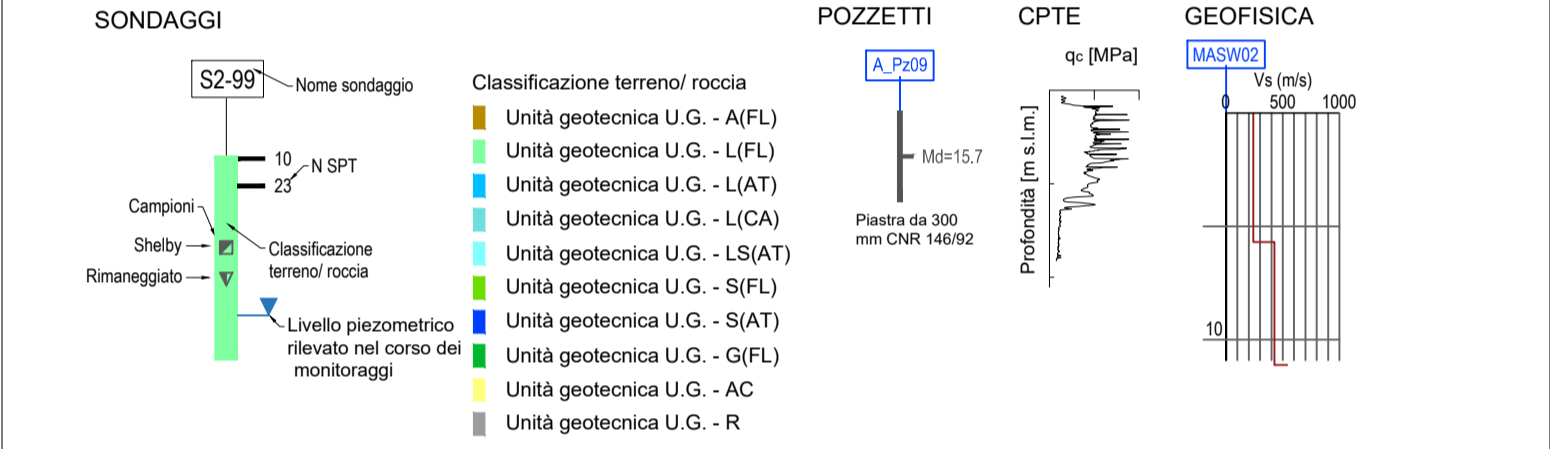 SONDAGGI
S2-99
Nome sondaggio
10
N SPT
23
Campioni
Shelby
Classificazione
terreno/ roccia
Rimaneggiato
Livello piezometrico
rilevato nel corso dei
monitoraggi
Classificazione terreno/ roccia
Unità geotecnica U.G. - A(FL)
Unità geotecnica U.G. - L(FL)
Unità geotecnica U.G. - L(AT)
Unità geotecnica U.G. - L(CA)
Unità geotecnica U.G. - LS(AT)
Unità geotecnica U.G. - S(FL)
Unità geotecnica U.G. - S(AT)
Unità geotecnica U.G. - G(FL)
Unità geotecnica U.G. - AC
Unità geotecnica U.G. - R
POZZETTI
A_Pz09
Md=15.7
Piastra da 300
mm CNR 146/92
CPTE
qc [MPa]
Profondità [m s.l.m.]
GEOFISICA
MASW02
Vs (m/s)
0 500 1000
10